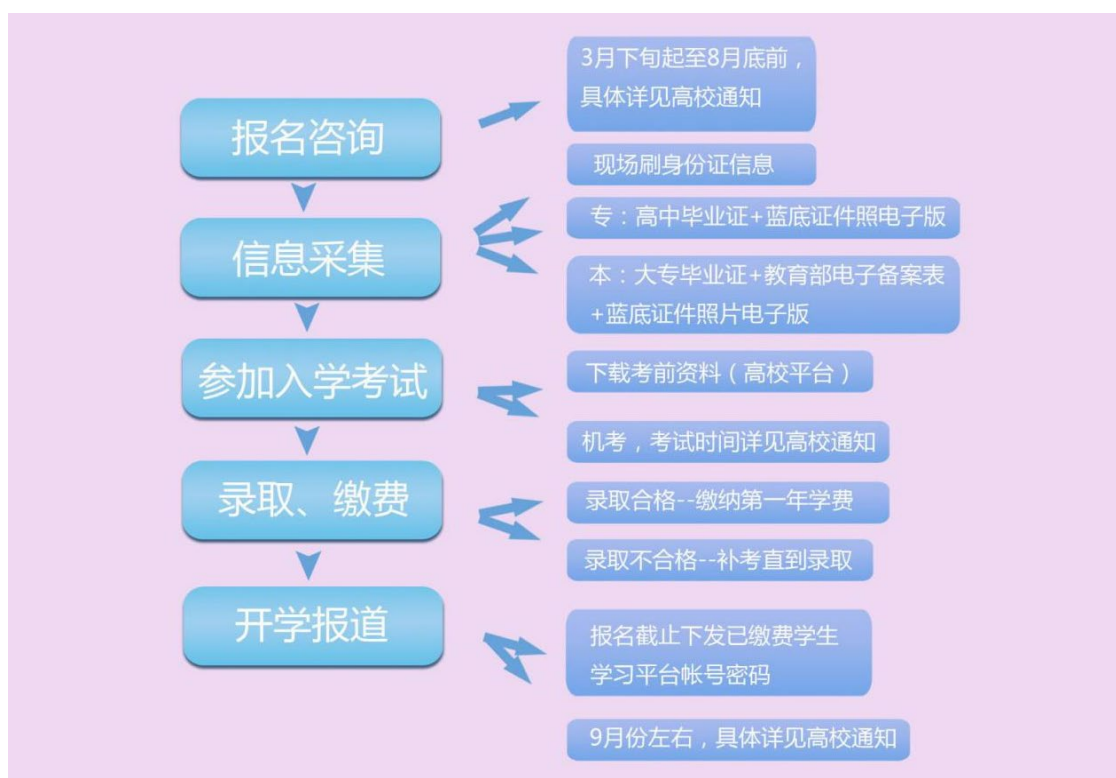 报名咨询
3月下旬起至8月底前，
具体详见高校通知
信息采集
现场刷身份证信息
专：高中毕业证+蓝底证件照电子版
本：大专毕业证+教育部电子备案表
+蓝底证件照片电子版
参加入学考试
下载考前资料（高校平台）
机考，考试时间详见高校通知
录取、缴费
录取合格--缴纳第一年学费
录取不合格--补考直到录取
开学报道
报名截止下发已缴费学生
学习平台帐号密码
9月份左右，具体详见高校通知